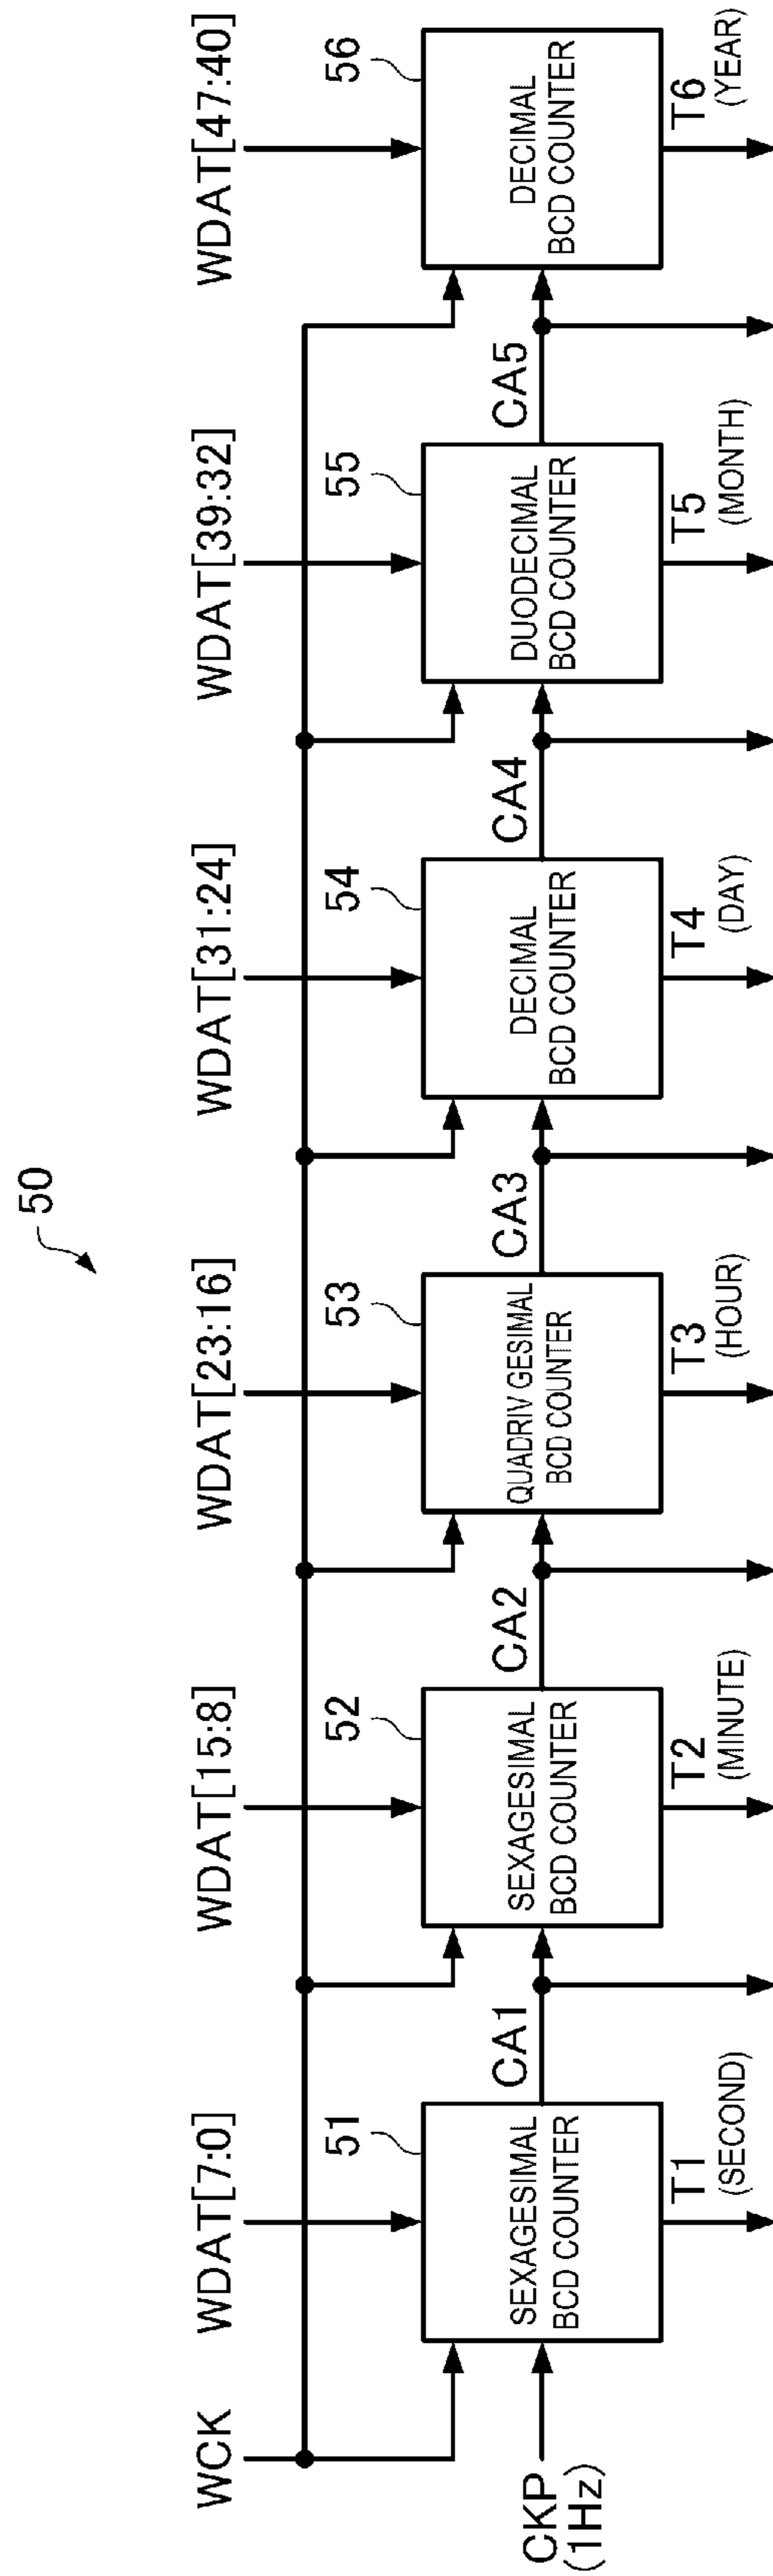 50
WCK
WDAT[7:0]
WDAT[15:8]
WDAT[23:16]
WDAT[31:24]
WDAT[39:32]
WDAT[47:40]
51
52
53
54
55
56
CKP
(1Hz)
SEXAGESIMAL
BCD COUNTER
CA1
SEXAGESIMAL
BCD COUNTER
CA2
QUADRIV GESIMAL
BCD COUNTER
CA3
DECIMAL
BCD COUNTER
CA4
DUODECIMAL
BCD COUNTER
CA5
DECIMAL
BCD COUNTER
T1
(SECOND)
T2
(MINUTE)
T3
(HOUR)
T4
(DAY)
T5
(MONTH)
T6
(YEAR)